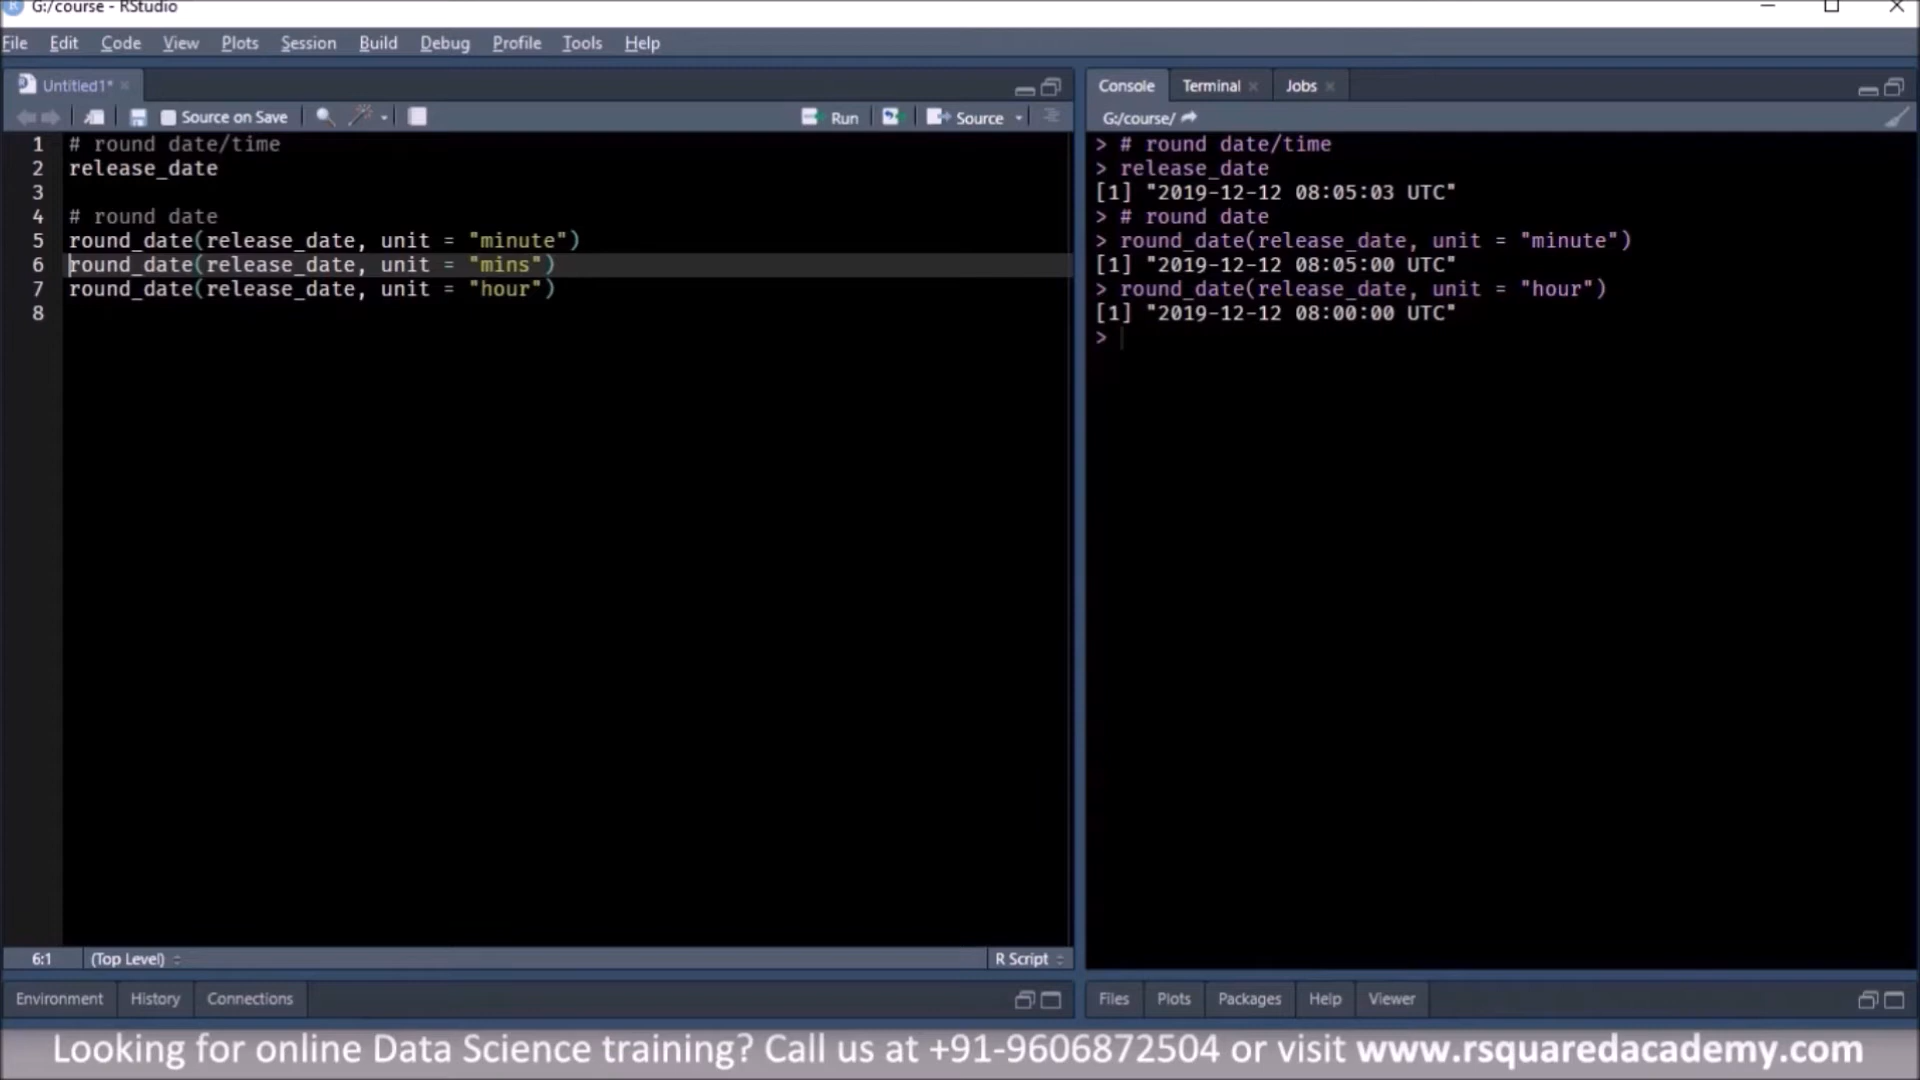 G:/course - RStudio
File Edit Code View Plots Session Build Debug Profile Tools Help
Untitled1*
Source on Save Run Source
1 # round date/time
2 release_date
3
4 # round date
5 round_date(release_date, unit = "minute")
6 round_date(release_date, unit = "mins")
7 round_date(release_date, unit = "hour")
8
6:1 (Top Level) R Script
Environment History Connections
Console Terminal Jobs
G:/course/
> # round date/time
> release_date
[1] "2019-12-12 08:05:03 UTC"
> # round date
> round_date(release_date, unit = "minute")
[1] "2019-12-12 08:05:00 UTC"
> round_date(release_date, unit = "hour")
[1] "2019-12-12 08:00:00 UTC"
>
Files Plots Packages Help Viewer
Looking for online Data Science training? Call us at +91-9606872504 or visit www.rsquaredacademy.com